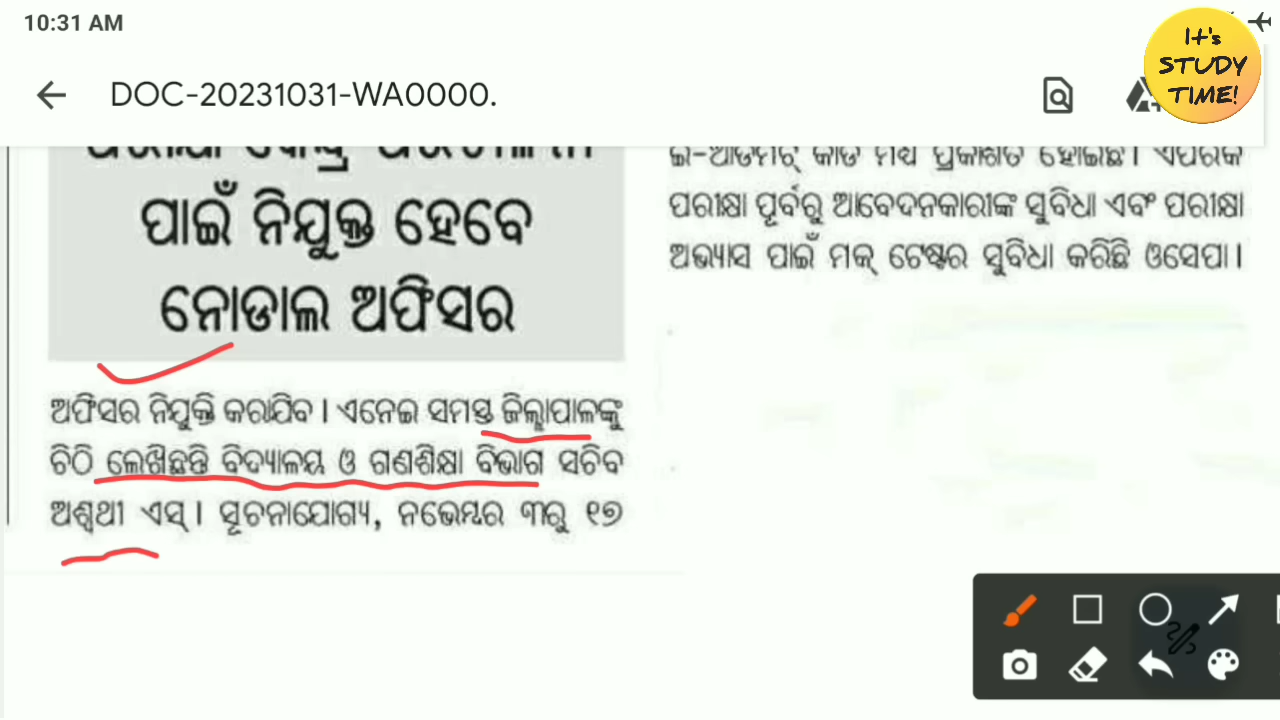 10:31 AM
It's
STUDY
TIME!
DOC-20231031-WA0000.
ପାଇଁ ନିଯୁକ୍ତ ହେବେ
ନୋଡାଲ ଅଫିସର
ଅଫିସର ନିଯୁକ୍ତି କରାଯିବ । ଏନେଇ ସମସ୍ତ ଜିଲ୍ଲାପାଳଙ୍କୁ
ଚିଠି ଲେଖିଛନ୍ତି ବିଦ୍ୟାଳୟ ଓ ଗଣଶିକ୍ଷା ବିଭାଗ ସଚିବ
ଅଶ୍ୱଥୀ ଏସ୍ । ସୂଚନାଯୋଗ୍ୟ, ନଭେମ୍ବର ୩ରୁ ୧୭
ଇ-ଆଡମିଟ୍ କାର୍ଡ ମଧ୍ୟ ପ୍ରକାଶିତ ହୋଇଛି । ଏପରିକି
ପରୀକ୍ଷା ପୂର୍ବରୁ ଆବେଦନକାରୀଙ୍କ ସୁବିଧା ଏବଂ ପରୀକ୍ଷା
ଅଭ୍ୟାସ ପାଇଁ ମକ୍ ଟେଷ୍ଟର ସୁବିଧା କରିଛି ଓସେପା ।